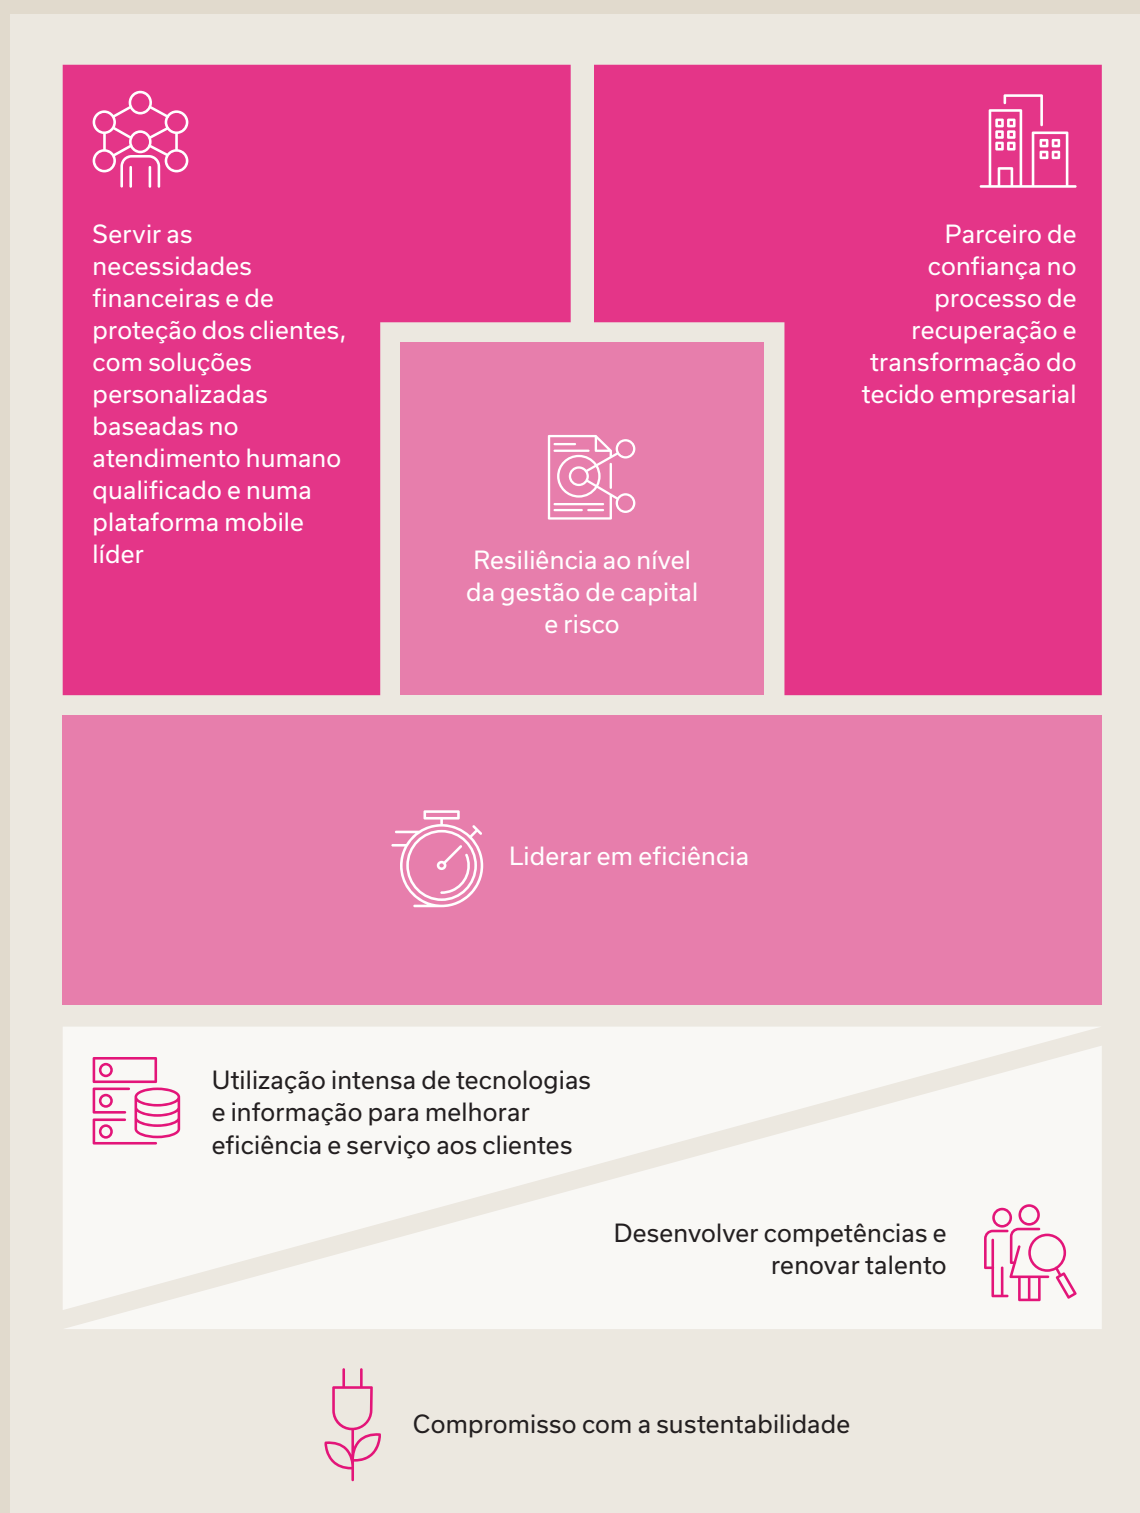 Servir as
necessidades
financeiras e de
proteção dos clientes,
com soluções
personalizadas
baseadas no
atendimento humano
qualificado e numa
plataforma mobile
líder
Parceiro de
confiança no
processo de
recuperação e
transformação do
tecido empresarial
Resiliência ao nível
da gestão de capital
e risco
Liderar em eficiência
Utilização intensa de tecnologias
e informação para melhorar
eficiência e serviço aos clientes
Desenvolver competências e
renovar talento
Compromisso com a sustentabilidade